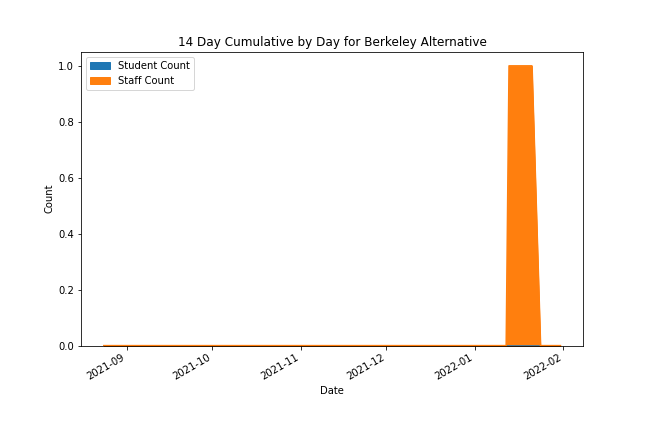 14 Day Cumulative by Day for Berkeley Alternative
Student Count
Staff Count
1.0
0.8
0.6
0.4
0.2
0.0
Count
2021-09
2021-10
2021-11
2021-12
2022-01
2022-02
Date